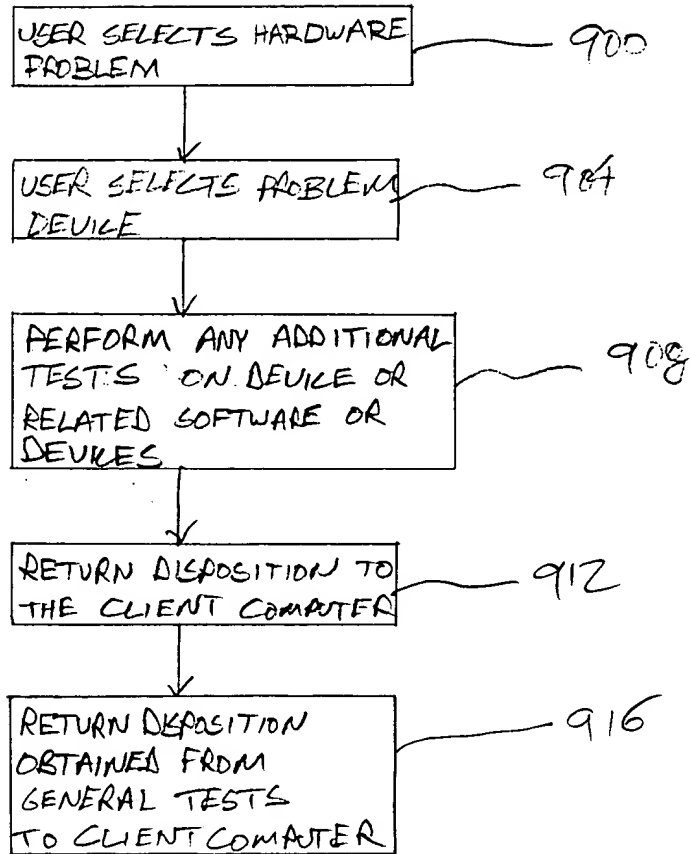 USER SELECTS HARDWARE
PROBLEM
900
USER SELECTS PROBLEM
DEVICE
904
PERFORM ANY ADDITIONAL
TESTS ON DEVICE OR
RELATED SOFTWARE OR
DEVICES
908
RETURN DISPOSITION TO
THE CLIENT COMPUTER
912
RETURN DISPOSITION
OBTAINED FROM
GENERAL TESTS
TO CLIENT COMPUTER
916